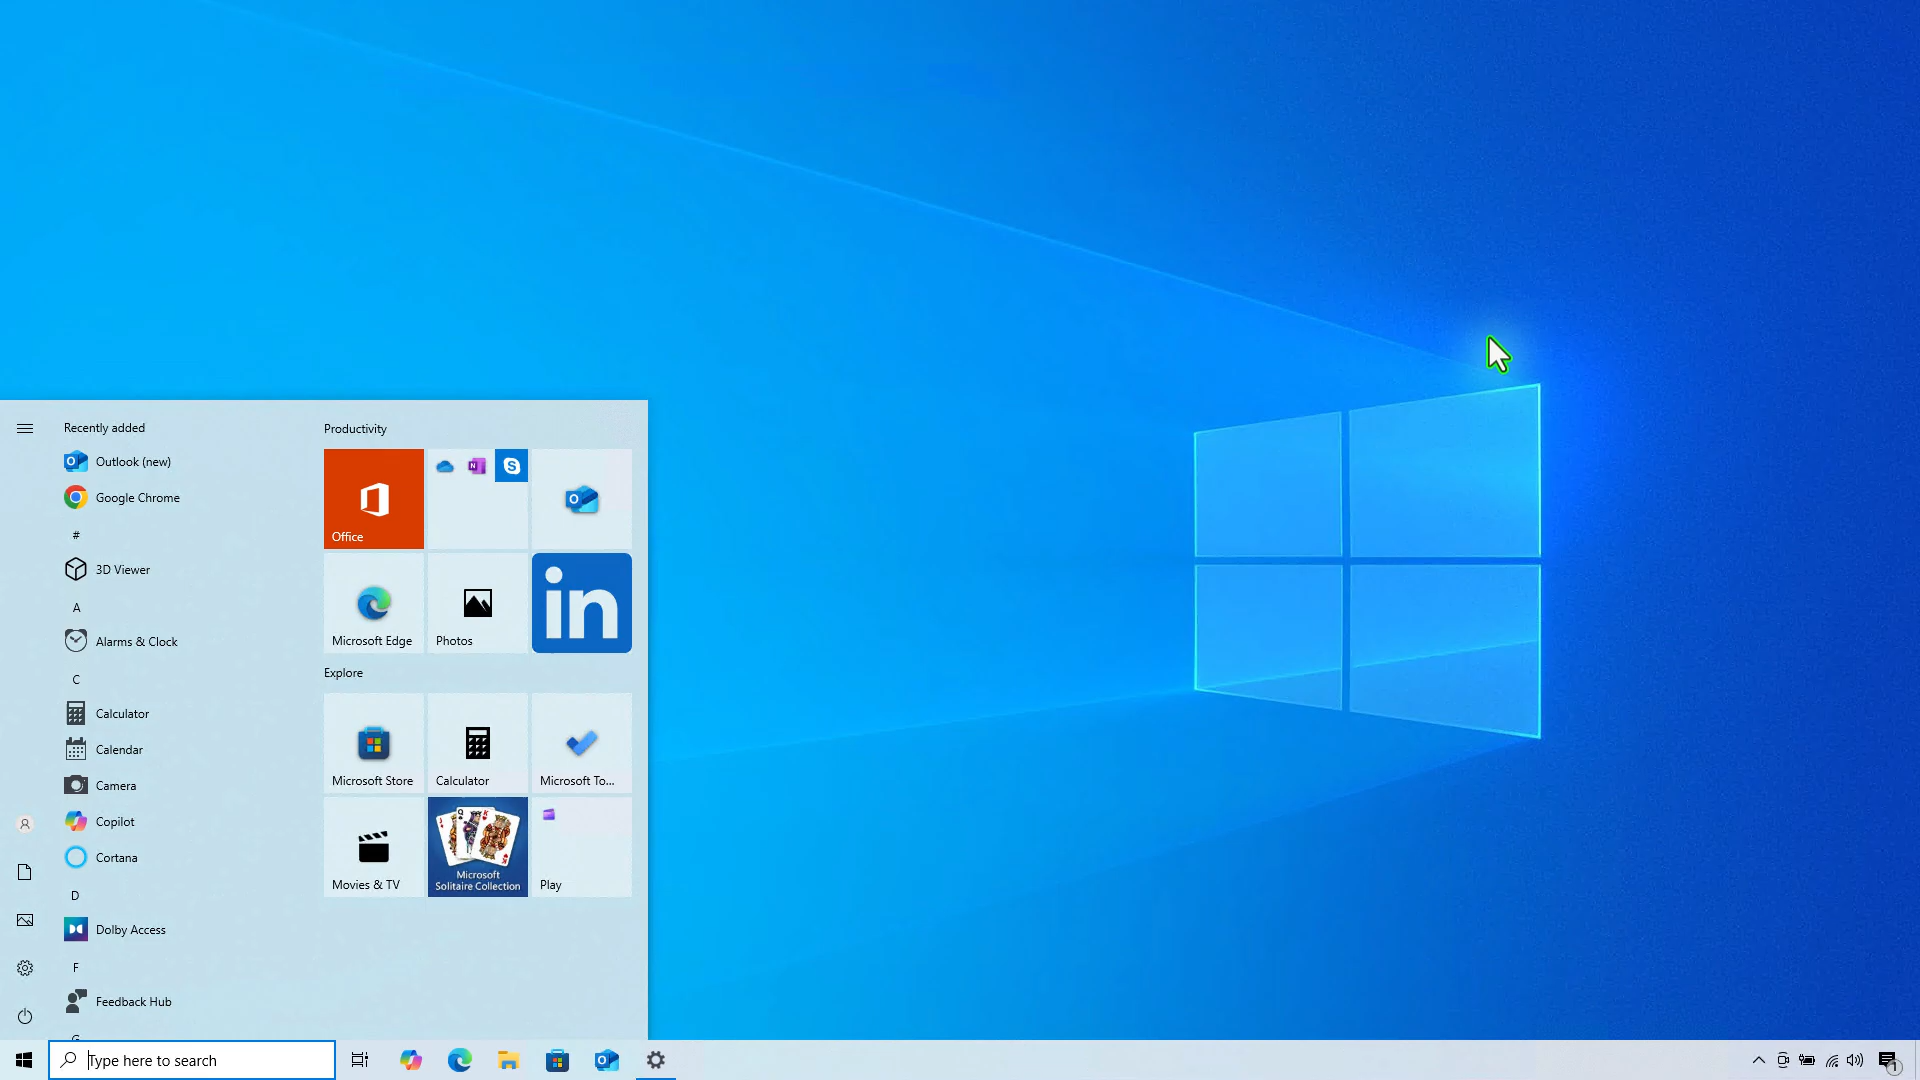 Recently added
Outlook (new)
Google Chrome
#
3D Viewer
A
Alarms & Clock
C
Calculator
Calendar
Camera
Copilot
Cortana
D
Dolby Access
F
Feedback Hub
Productivity
Office
Microsoft Edge
Photos
in
Explore
Microsoft Store
Calculator
Microsoft To...
Movies & TV
Microsoft
Solitaire Collection
Play
Type here to search
1